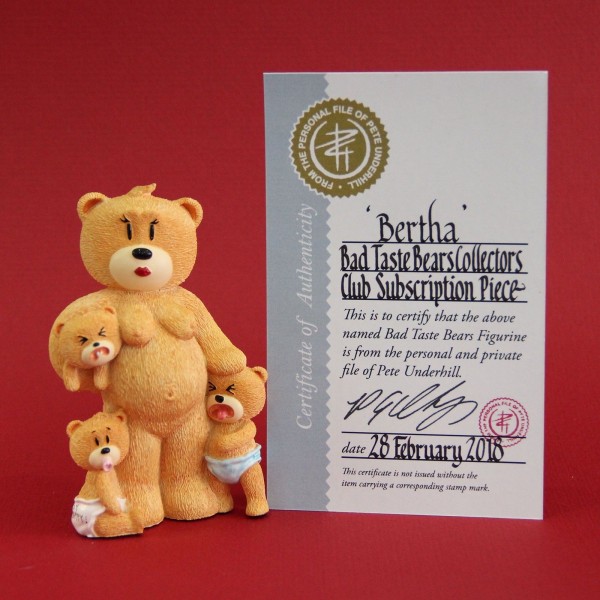 FROM THE PERSONAL FILE OF PETE UNDERHILL
Certificate of Authenticity
'Bertha'
Bad Taste Bears Collectors
Club Subscription Piece
This is to certify that the above
named Bad Taste Bears Figurine
is from the personal and private
file of Pete Underhill.
date 28 February 2018
This certificate is not issued without the
item carrying a corresponding stamp mark.